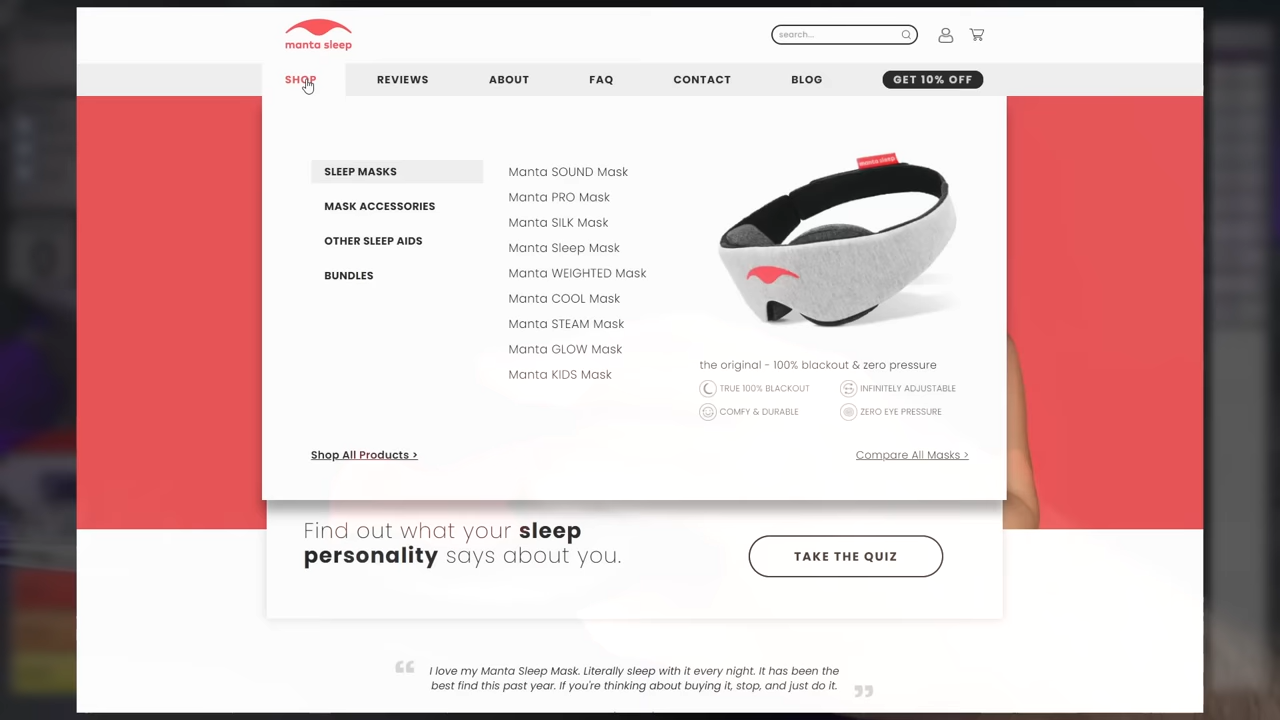 manta sleep
search...
SHOP
REVIEWS
ABOUT
FAQ
CONTACT
BLOG
GET 10% OFF
SLEEP MASKS
MASK ACCESSORIES
OTHER SLEEP AIDS
BUNDLES
Manta SOUND Mask
Manta PRO Mask
Manta SILK Mask
Manta Sleep Mask
Manta WEIGHTED Mask
Manta COOL Mask
Manta STEAM Mask
Manta GLOW Mask
Manta KIDS Mask
manta sleep
the original - 100% blackout & zero pressure
TRUE 100% BLACKOUT
INFINITELY ADJUSTABLE
COMFY & DURABLE
ZERO EYE PRESSURE
Shop All Products >
Compare All Masks >
Find out what your sleep
personality says about you.
TAKE THE QUIZ
“ I love my Manta Sleep Mask. Literally sleep with it every night. It has been the
best find this past year. If you're thinking about buying it, stop, and just do it. ”